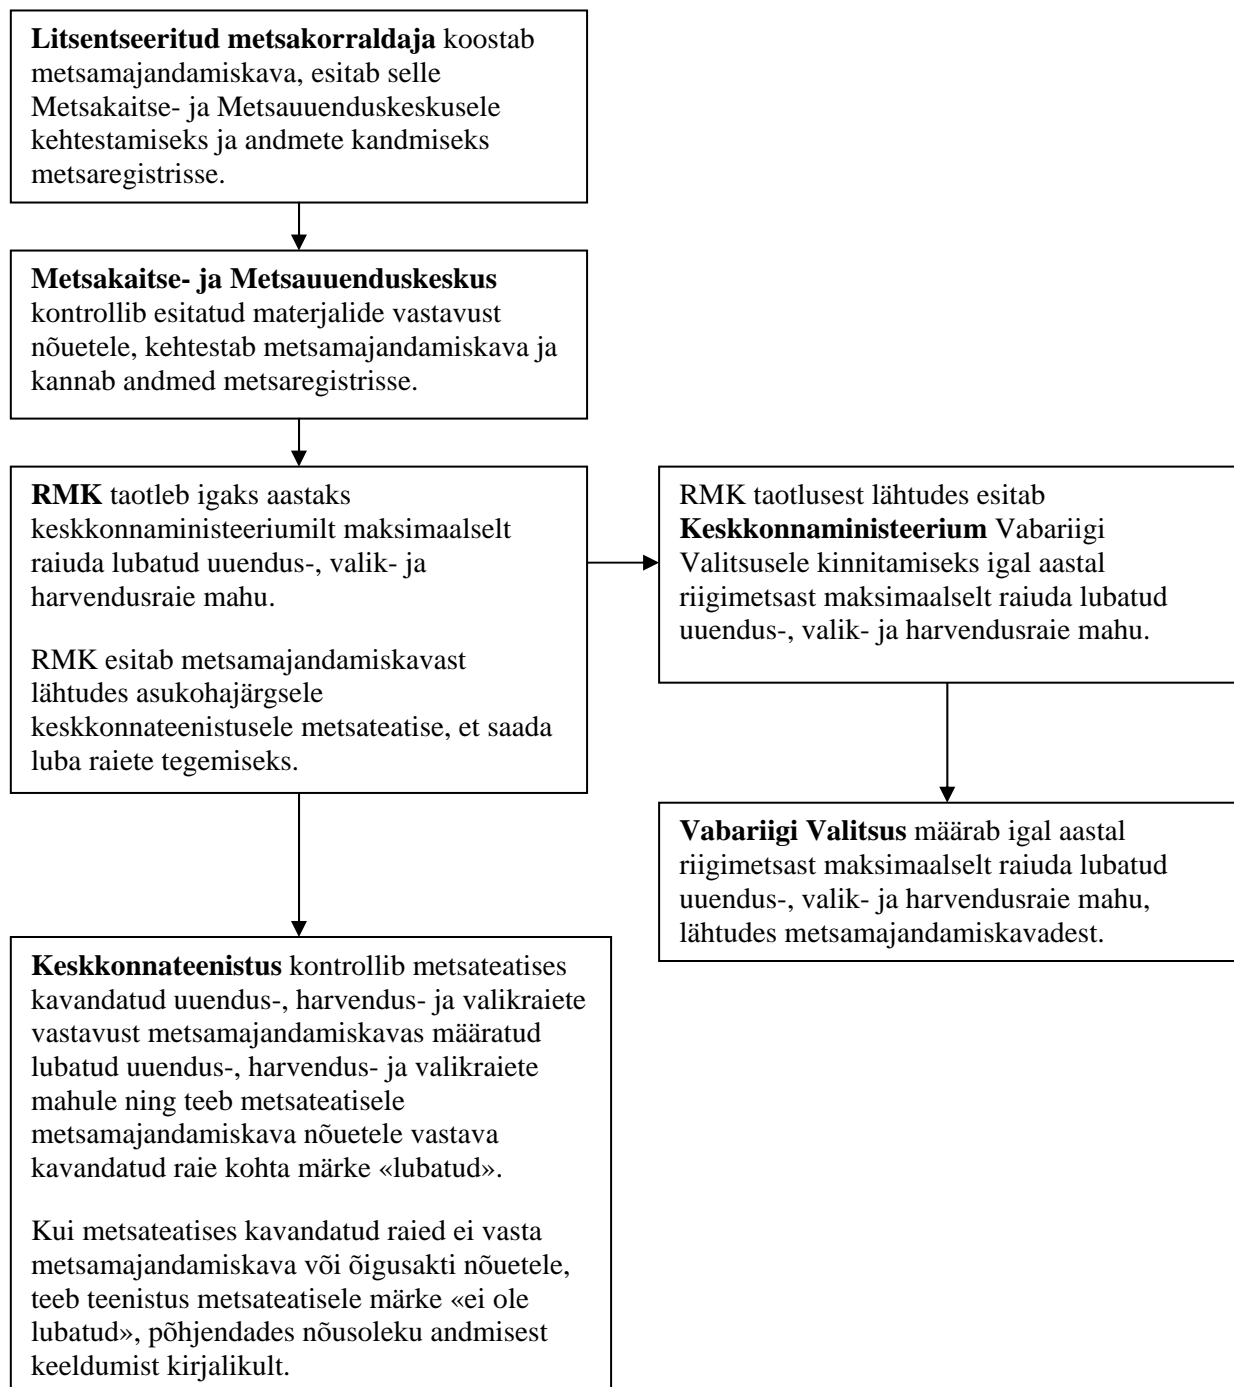 Litsentseeritud metsakorraldaja koostab
metsamajandamiskava, esitab selle
Metsakaitse- ja Metsauuenduskeskusele
kehtestamiseks ja andmete kandmiseks
metsaregistrisse.
Metsakaitse- ja Metsauuenduskeskus
kontrollib esitatud materjalide vastavust
nõuetele, kehtestab metsamajandamiskava ja
kannab andmed metsaregistrisse.
RMK taotleb igaks aastaks
keskkonnaministeeriumilt maksimaalselt
raiuda lubatud uuendus-, valik- ja
harvendusraie mahu.
RMK esitab metsamajandamiskavast
lähtudes asukohajärgsele
keskkonnateenistusele metsateatise, et saada
luba raiete tegemiseks.
RMK taotlusest lähtudes esitab
Keskkonnaministeerium Vabariigi
Valitsusele kinnitamiseks igal aastal
riigimetsast maksimaalselt raiuda lubatud
uuendus-, valik- ja harvendusraie mahu.
Vabariigi Valitsus määrab igal aastal
riigimetsast maksimaalselt raiuda lubatud
uuendus-, valik- ja harvendusraie mahu,
lähtudes metsamajandamiskavadest.
Keskkonnateenistus kontrollib metsateatises
kavandatud uuendus-, harvendus- ja valikraiete
vastavust metsamajandamiskavas määratud
lubatud uuendus-, harvendus- ja valikraiete
mahule ning teeb metsateatisele
metsamajandamiskava nõuetele vastava
kavandatud raie kohta märke «lubatud».
Kui metsateatises kavandatud raied ei vasta
metsamajandamiskava või õigusakti nõuetele,
teeb teenistus metsateatisele märke «ei ole
lubatud», põhjendades nõusoleku andmisest
keeldumist kirjalikult.